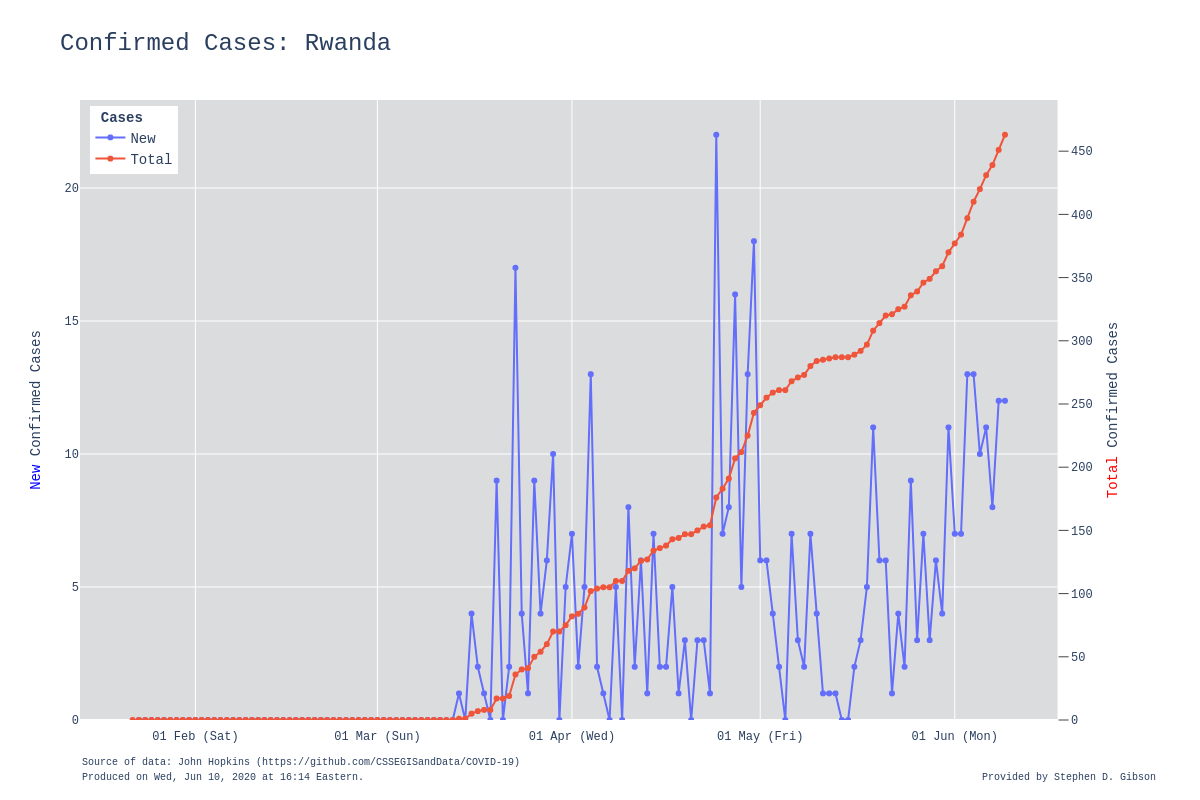 Confirmed Cases: Rwanda
Cases
New
Total
20
15
10
5
0
450
400
350
300
250
200
150
100
50
0
New Confirmed Cases
Total Confirmed Cases
01 Feb (Sat)
01 Mar (Sun)
01 Apr (Wed)
01 May (Fri)
01 Jun (Mon)
Source of data: John Hopkins (https://github.com/CSSEGISandData/COVID-19)
Produced on Wed, Jun 10, 2020 at 16:14 Eastern.
Provided by Stephen D. Gibson